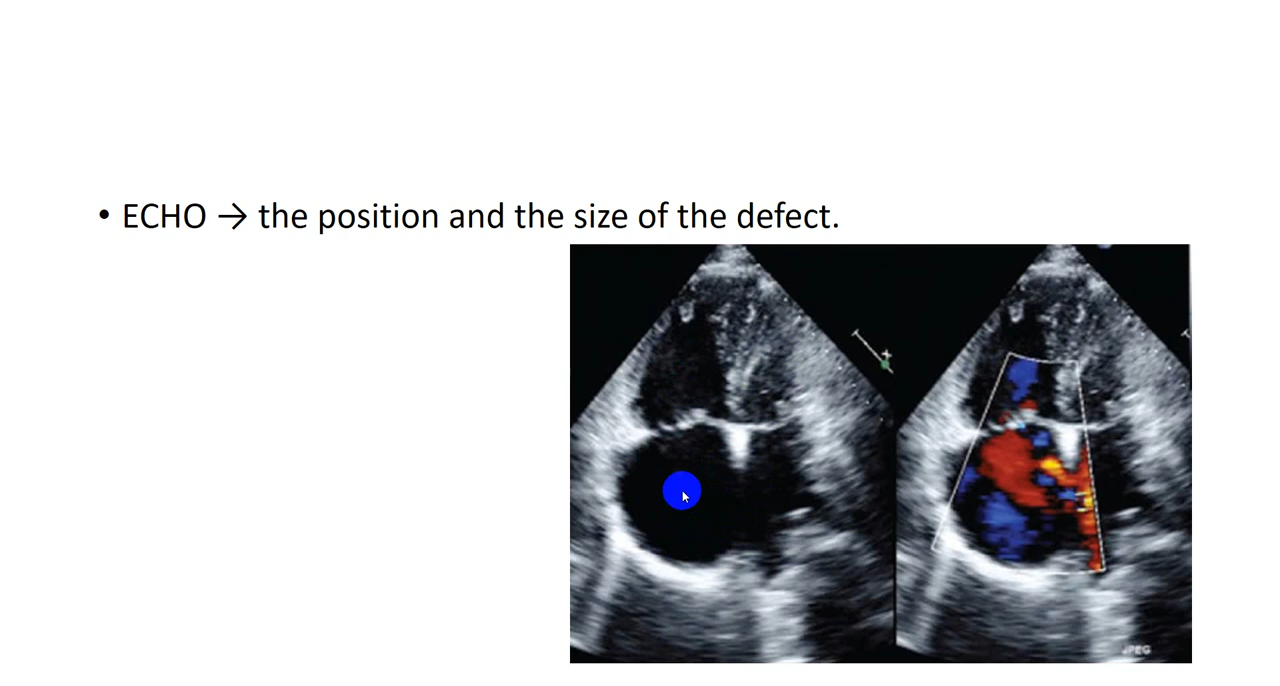 • ECHO → the position and the size of the defect.
JPEG